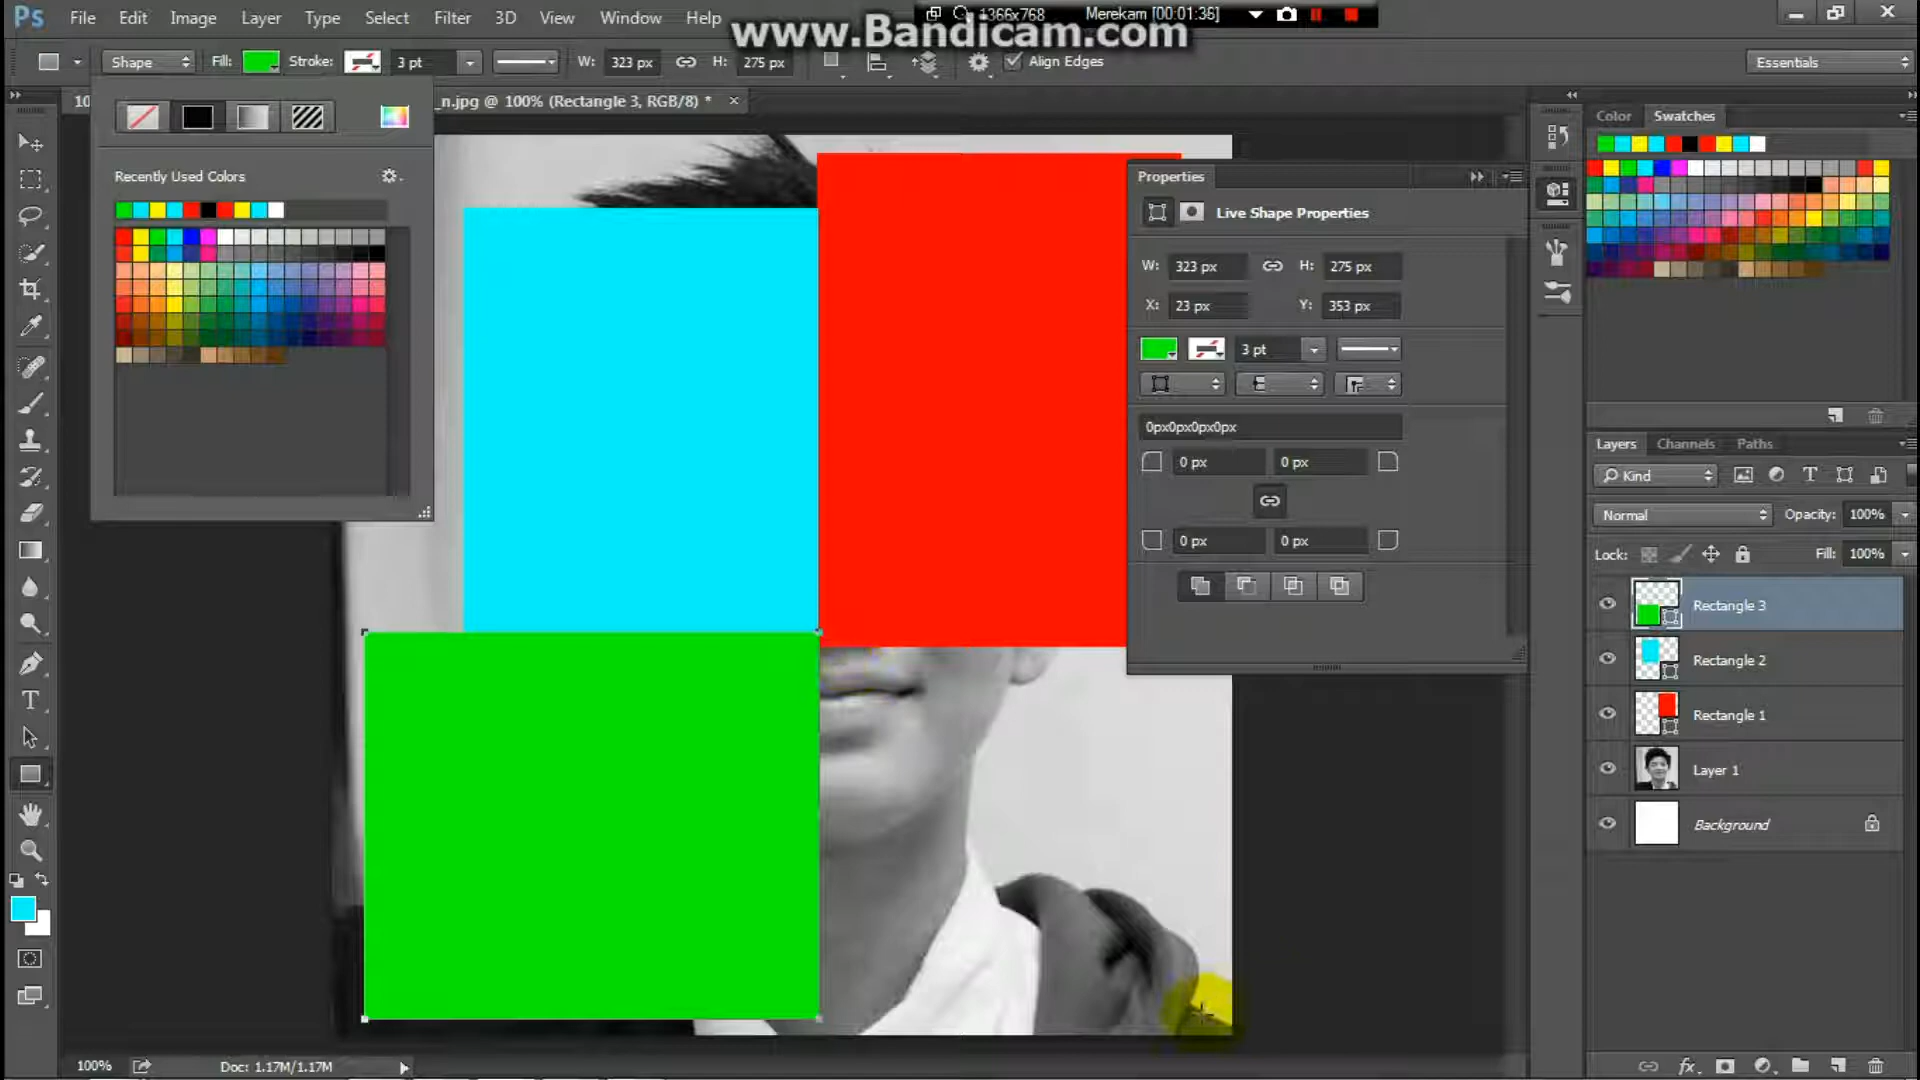 Ps File Edit Image Layer Type Select Filter 3D View Window Help
1366x768 Merekam [00:01:36]
www.Bandicam.com
Shape Fill: Stroke: 3 pt W: 323 px H: 275 px Align Edges Essentials
10 _n.jpg @ 100% (Rectangle 3, RGB/8) *
Recently Used Colors
Properties
Live Shape Properties
W: 323 px H: 275 px
X: 23 px Y: 353 px
3 pt
0px0px0px0px
0 px 0 px
0 px 0 px
Color Swatches
Layers Channels Paths
Kind
Normal Opacity: 100%
Lock: Fill: 100%
Rectangle 3
Rectangle 2
Rectangle 1
Layer 1
Background
100% Doc: 1.17M/1.17M